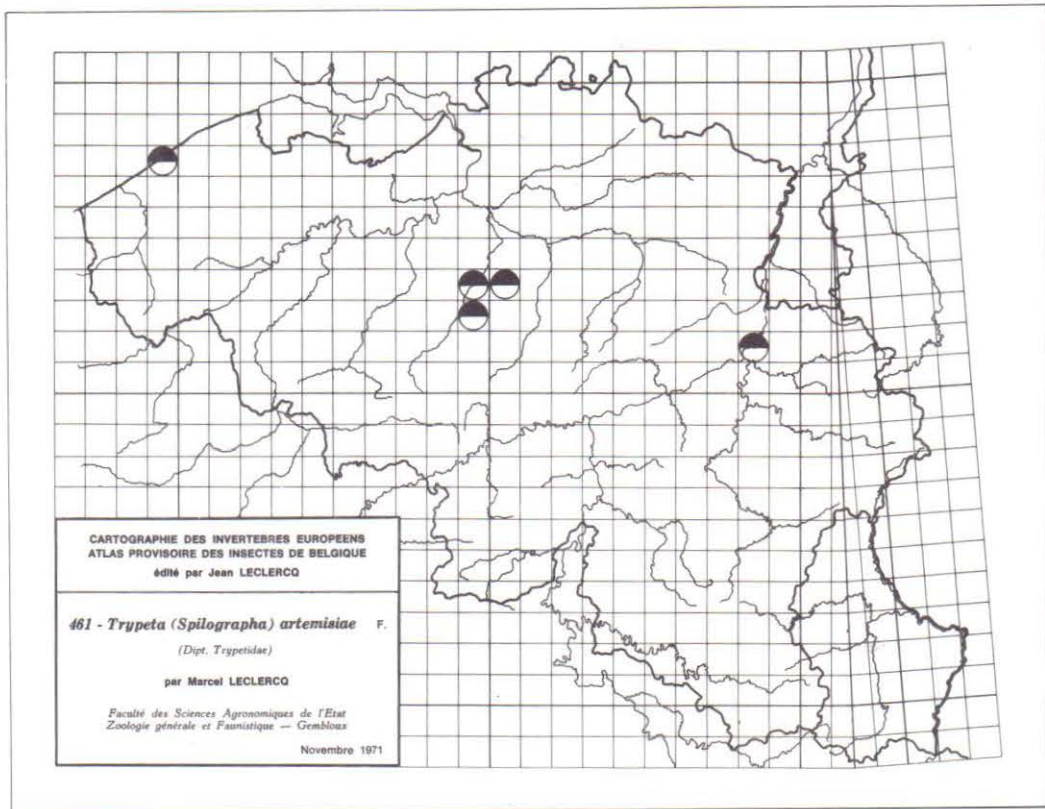 CARTOGRAPHIE DES INVERTEBRES EUROPEENS
ATLAS PROVISOIRE DES INSECTES DE BELGIQUE
édité par Jean LECLERCQ
461 - Trypeta (Spilographa) artemisiae F.
(Dipt. Trypetidae)
par Marcel LECLERCQ
Faculté des Sciences Agronomiques de l'Etat
Zoologie générale et Faunistique — Gembloux
Novembre 1971